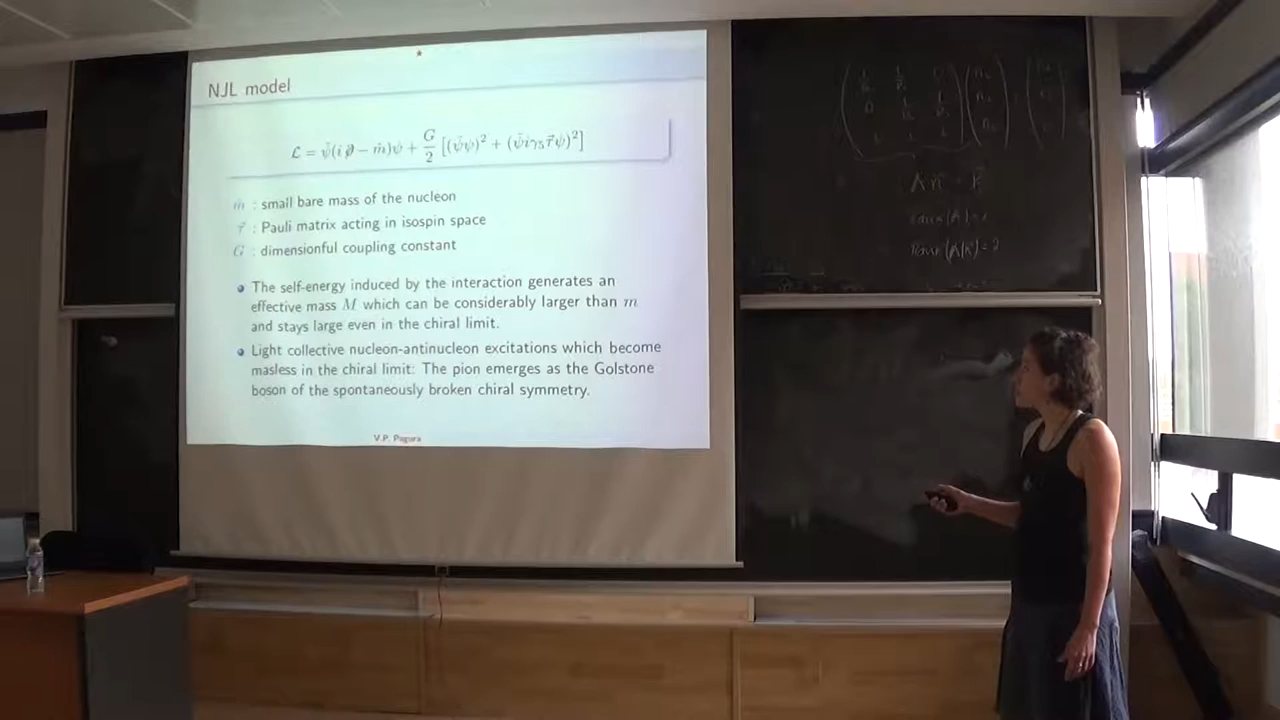 NJL model
ℒ = ψ̄(i ∂̸ − m̂)ψ + G/2 [(ψ̄ψ)² + (ψ̄iγ₅τ⃗ψ)²]
m̂ : small bare mass of the nucleon
τ⃗ : Pauli matrix acting in isospin space
G : dimensionful coupling constant
The self-energy induced by the interaction generates an
effective mass M which can be considerably larger than m
and stays large even in the chiral limit.
Light collective nucleon-antinucleon excitations which become
masless in the chiral limit: The pion emerges as the Golstone
boson of the spontaneously broken chiral symmetry.
V.P. Pagura